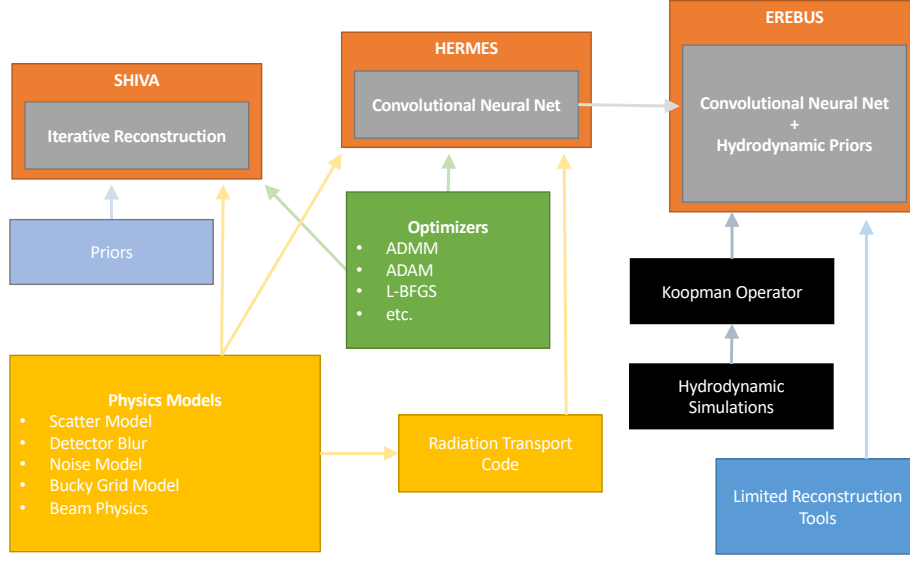 EREBUS
HERMES
SHIVA
Convolutional Neural Net
+
Hydrodynamic Priors
Convolutional Neural Net
Iterative Reconstruction
Priors
Optimizers
• ADMM
• ADAM
• L-BFGS
• etc.
Koopman Operator
Hydrodynamic
Simulations
Physics Models
• Scatter Model
• Detector Blur
• Noise Model
• Bucky Grid Model
• Beam Physics
Radiation Transport
Code
Limited Reconstruction
Tools